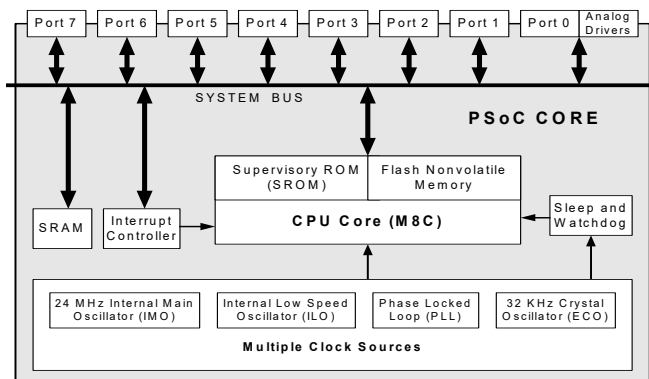 Port 7 Port 6 Port 5 Port 4 Port 3 Port 2 Port 1 Port 0 Analog
Drivers
SYSTEM BUS
PSoC CORE
Supervisory ROM
(SROM)
Flash Nonvolatile
Memory
CPU Core (M8C)
SRAM
Interrupt
Controller
Sleep and
Watchdog
24 MHz Internal Main
Oscillator (IMO)
Internal Low Speed
Oscillator (ILO)
Phase Locked
Loop (PLL)
32 KHz Crystal
Oscillator (ECO)
Multiple Clock Sources